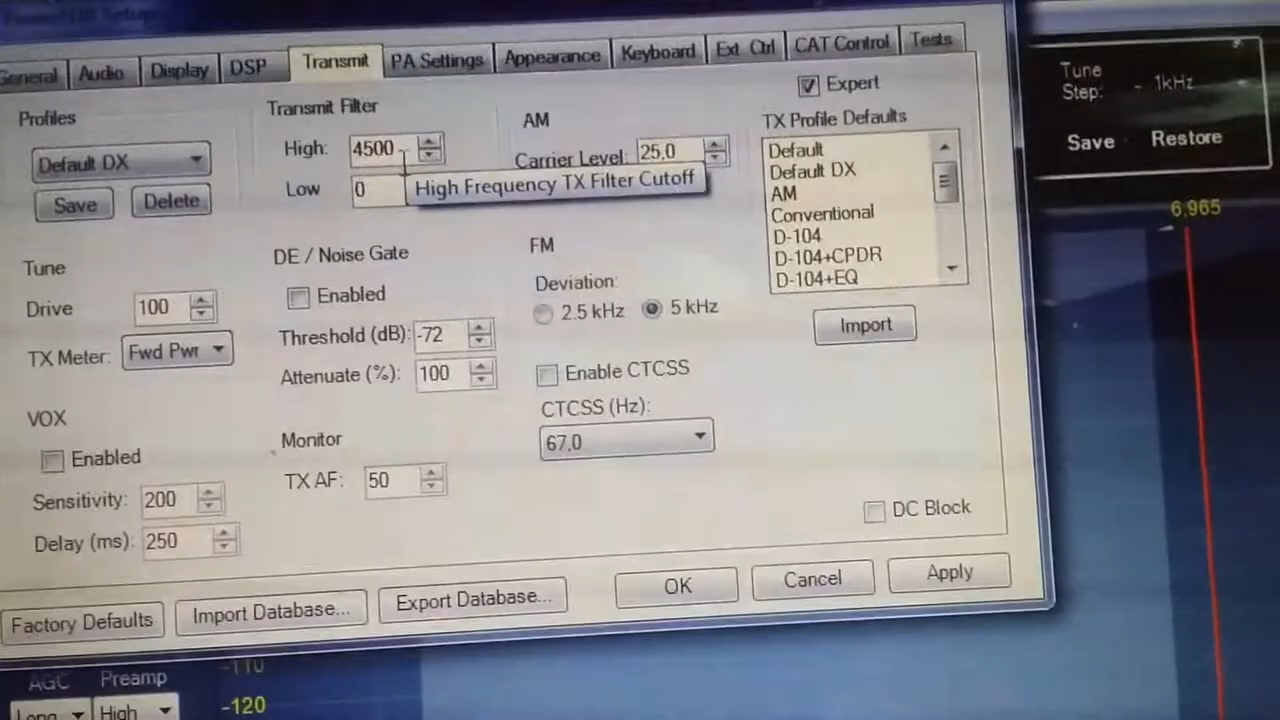 General Audio Display DSP Transmit PA Settings Appearance Keyboard Ext Ctrl CAT Control Tests
Profiles
Default DX
Save Delete
Tune
Drive 100
TX Meter: Fwd Pwr
VOX
Enabled
Sensitivity: 200
Delay (ms): 250
Transmit Filter
High: 4500
Low 0
High Frequency TX Filter Cutoff
DE / Noise Gate
Enabled
Threshold (dB): -72
Attenuate (%): 100
Monitor
TX AF: 50
AM
Carrier Level: 25,0
FM
Deviation:
2.5 kHz 5 kHz
Enable CTCSS
CTCSS (Hz):
67,0
Expert
TX Profile Defaults
Default
Default DX
AM
Conventional
D-104
D-104+CPDR
D-104+EQ
Import
DC Block
Factory Defaults Import Database... Export Database... OK Cancel Apply
Tune
Step: - 1kHz
Save Restore
6,965
AGC Preamp
Long High
-110
-120